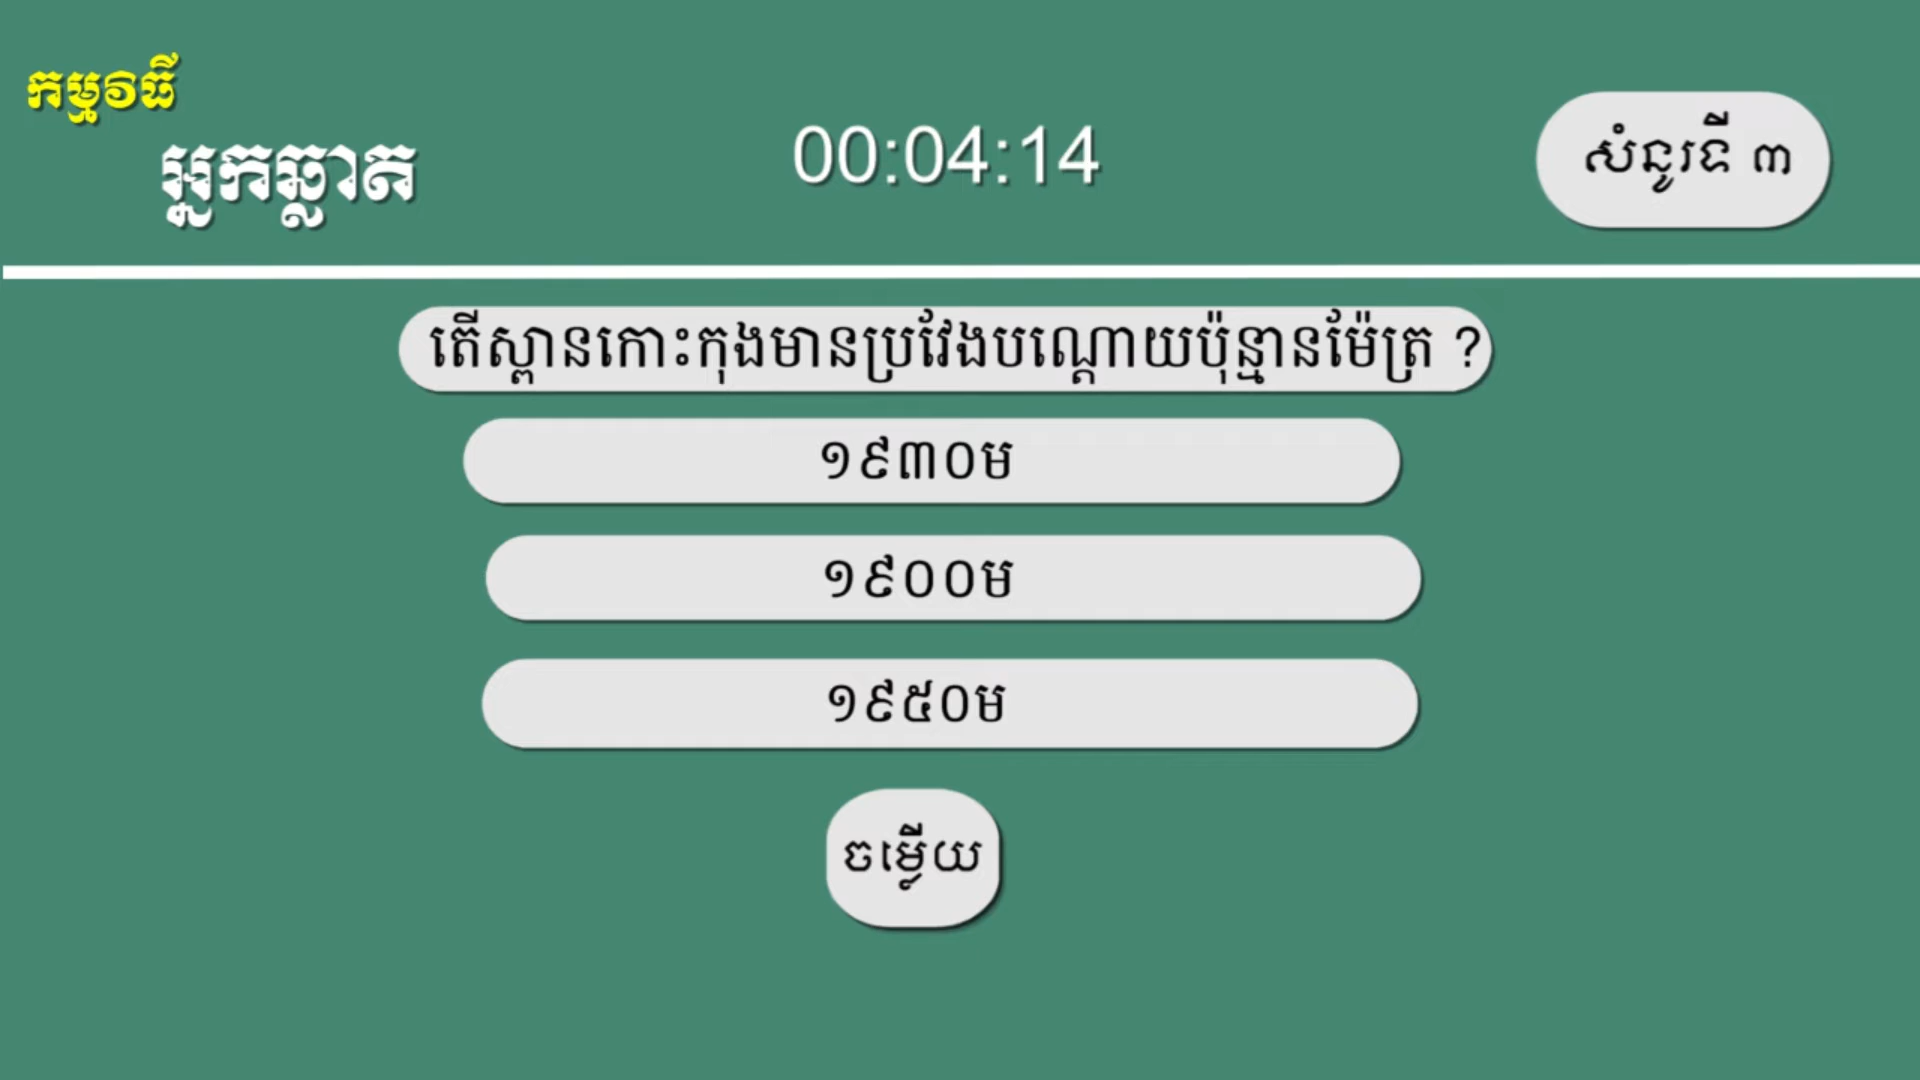 កម្មវិធី
អ្នកឆ្លាត
00:04:14
សំនូរទី ៣
តើស្ពានកោះកុងមានប្រវែងបណ្តោយប៉ុន្មានម៉ែត្រ ?
១៩៣០ម
១៩០០ម
១៩៥០ម
ចម្លើយ